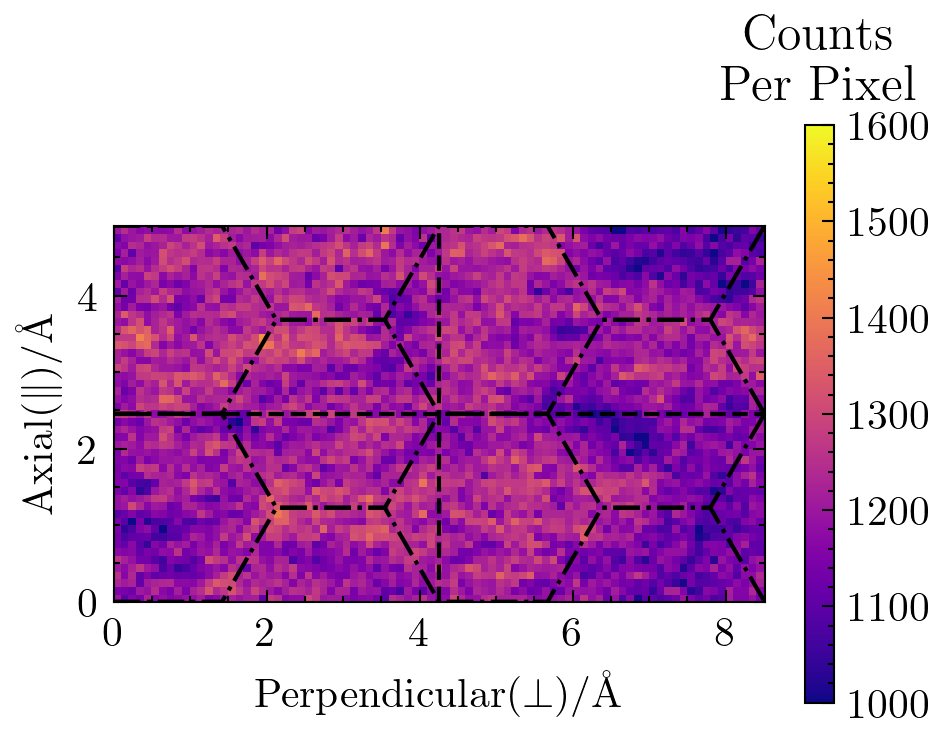 Counts
Per Pixel
1600
1500
1400
1300
1200
1100
1000
Axial(∥)/Å
4
2
0
0 2 4 6 8
Perpendicular(⊥)/Å